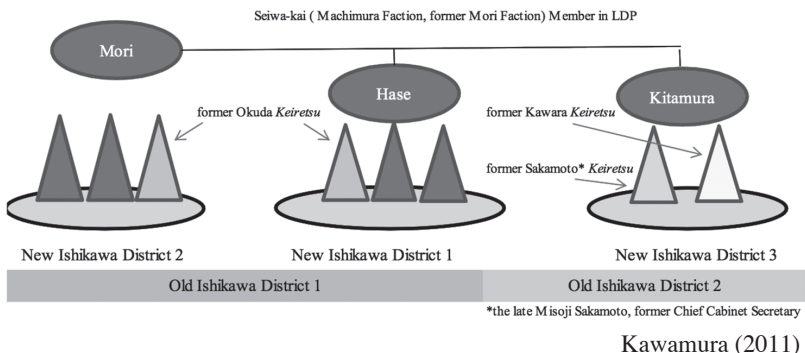 Seiwa-kai ( Machimura Faction, former Mori Faction) Member in LDP
Mori
Hase
Kitamura
former Okuda Keiretsu
former Kawara Keiretsu
former Sakamoto* Keiretsu
New Ishikawa District 2
New Ishikawa District 1
New Ishikawa District 3
Old Ishikawa District 1
Old Ishikawa District 2
*the late Misoji Sakamoto, former Chief Cabinet Secretary
Kawamura (2011)